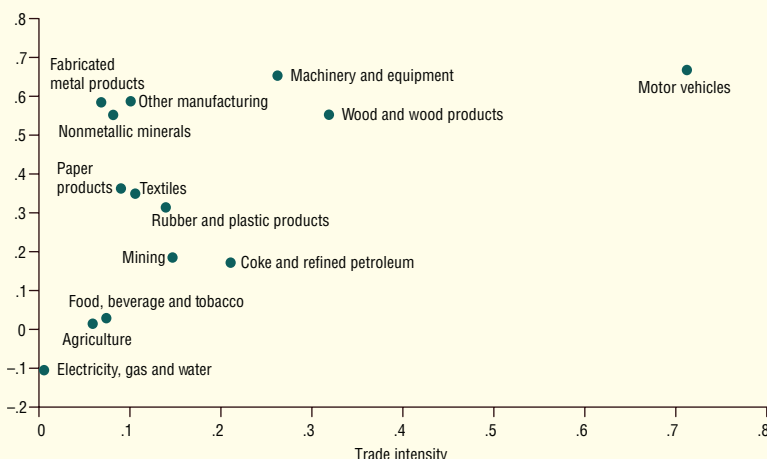 .8
.7
.6
.5
.4
.3
.2
.1
0
–.1
–.2
Fabricated
metal products
Other manufacturing
Nonmetallic minerals
Machinery and equipment
Wood and wood products
Motor vehicles
Paper
products
Textiles
Rubber and plastic products
Mining
Coke and refined petroleum
Food, beverage and tobacco
Agriculture
Electricity, gas and water
0 .1 .2 .3 .4 .5 .6 .7 .8
Trade intensity